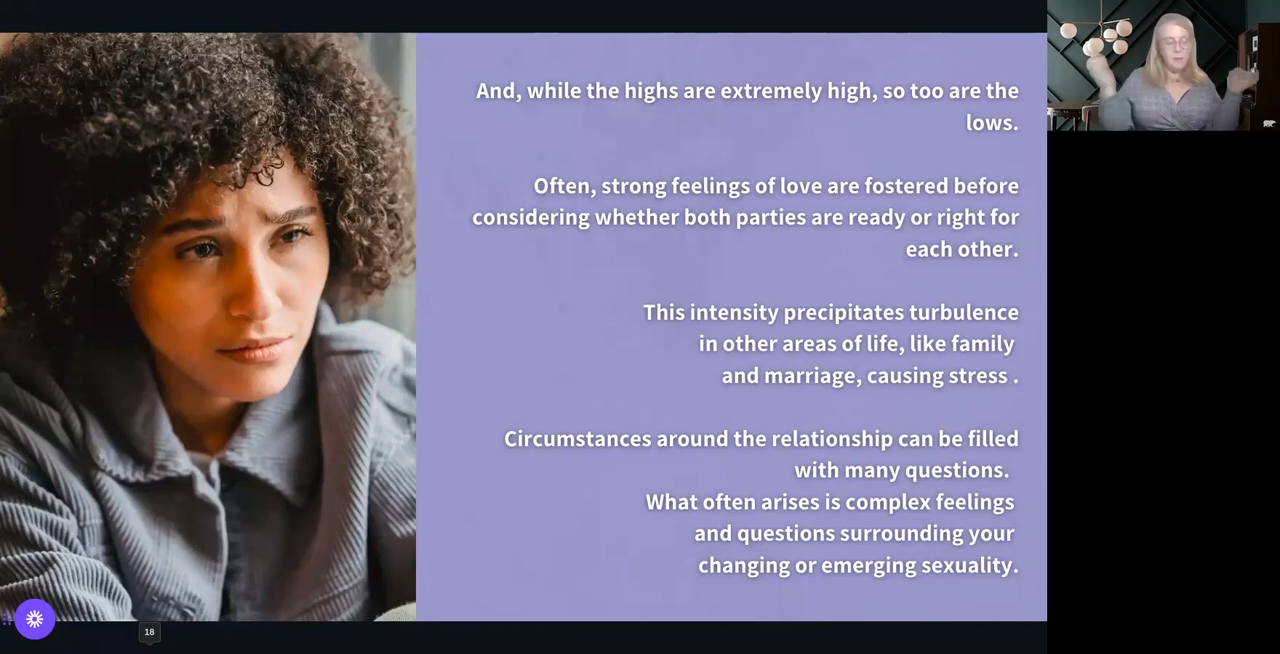 And, while the highs are extremely high, so too are the
lows.
Often, strong feelings of love are fostered before
considering whether both parties are ready or right for
each other.
This intensity precipitates turbulence
in other areas of life, like family
and marriage, causing stress .
Circumstances around the relationship can be filled
with many questions.
What often arises is complex feelings
and questions surrounding your
changing or emerging sexuality.
18